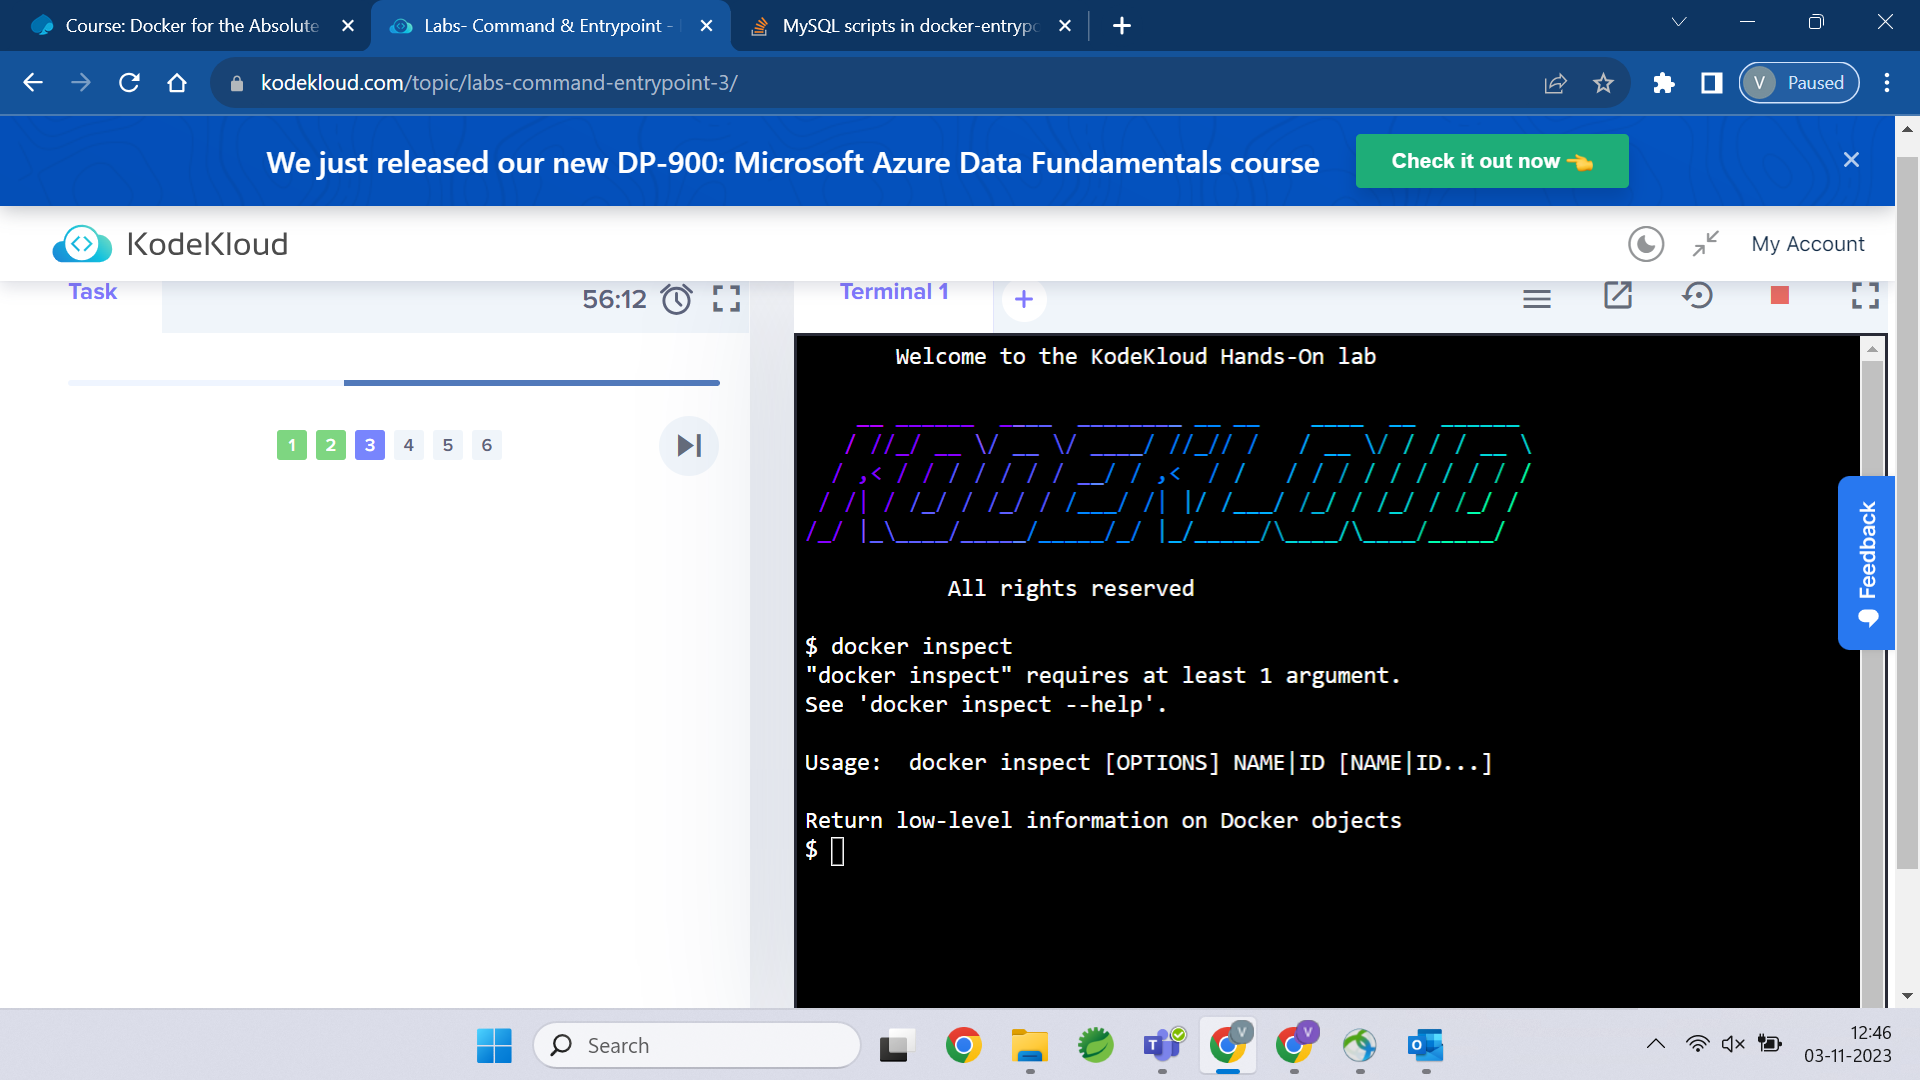 Course: Docker for the Absolute
Labs- Command & Entrypoint -
MySQL scripts in docker-entrypo
kodekloud.com/topic/labs-command-entrypoint-3/
V Paused
We just released our new DP-900: Microsoft Azure Data Fundamentals course
Check it out now 👈
KodeKloud
My Account
Task
56:12
Terminal 1
1 2 3 4 5 6
Welcome to the KodeKloud Hands-On lab
KODEKLOUD
All rights reserved
$ docker inspect
"docker inspect" requires at least 1 argument.
See 'docker inspect --help'.
Usage:  docker inspect [OPTIONS] NAME|ID [NAME|ID...]
Return low-level information on Docker objects
$
Feedback
Search
12:46
03-11-2023